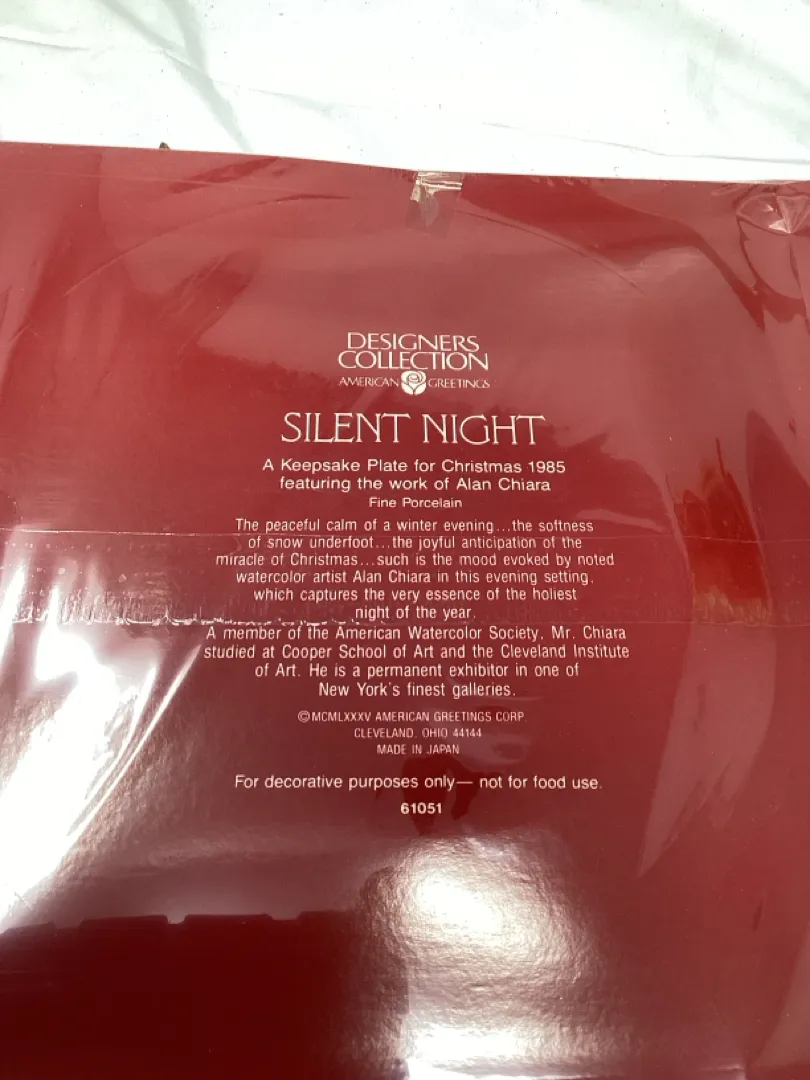 DESIGNERS
COLLECTION
AMERICAN GREETINGS
SILENT NIGHT
A Keepsake Plate for Christmas 1985
featuring the work of Alan Chiara
Fine Porcelain
The peaceful calm of a winter evening...the softness
of snow underfoot...the joyful anticipation of the
miracle of Christmas...such is the mood evoked by noted
watercolor artist Alan Chiara in this evening setting,
which captures the very essence of the holiest
night of the year.
A member of the American Watercolor Society, Mr. Chiara
studied at Cooper School of Art and the Cleveland Institute
of Art. He is a permanent exhibitor in one of
New York's finest galleries.
©MCMLXXXV AMERICAN GREETINGS CORP.
CLEVELAND, OHIO 44144
MADE IN JAPAN
For decorative purposes only— not for food use.
61051